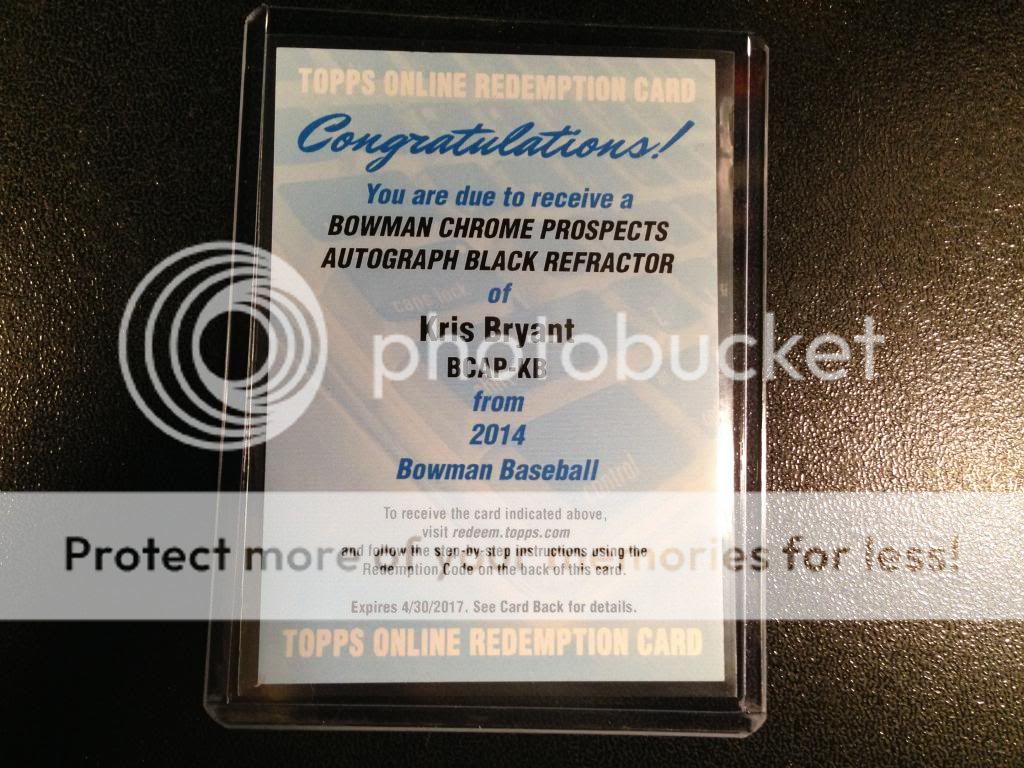 TOPPS ONLINE REDEMPTION CARD
Congratulations!
You are due to receive a
BOWMAN CHROME PROSPECTS
AUTOGRAPH BLACK REFRACTOR
of
caps lock
Kris Bryant
photobucket
BCAP-KB
from
2014
Bowman Baseball
control
To receive the card indicated above,
visit redeem.topps.com
and follow the step-by-step instructions using the
Protect more of your memories for less!
Redemption Code on the back of this card.
Expires 4/30/2017. See Card Back for details.
TOPPS ONLINE REDEMPTION CARD